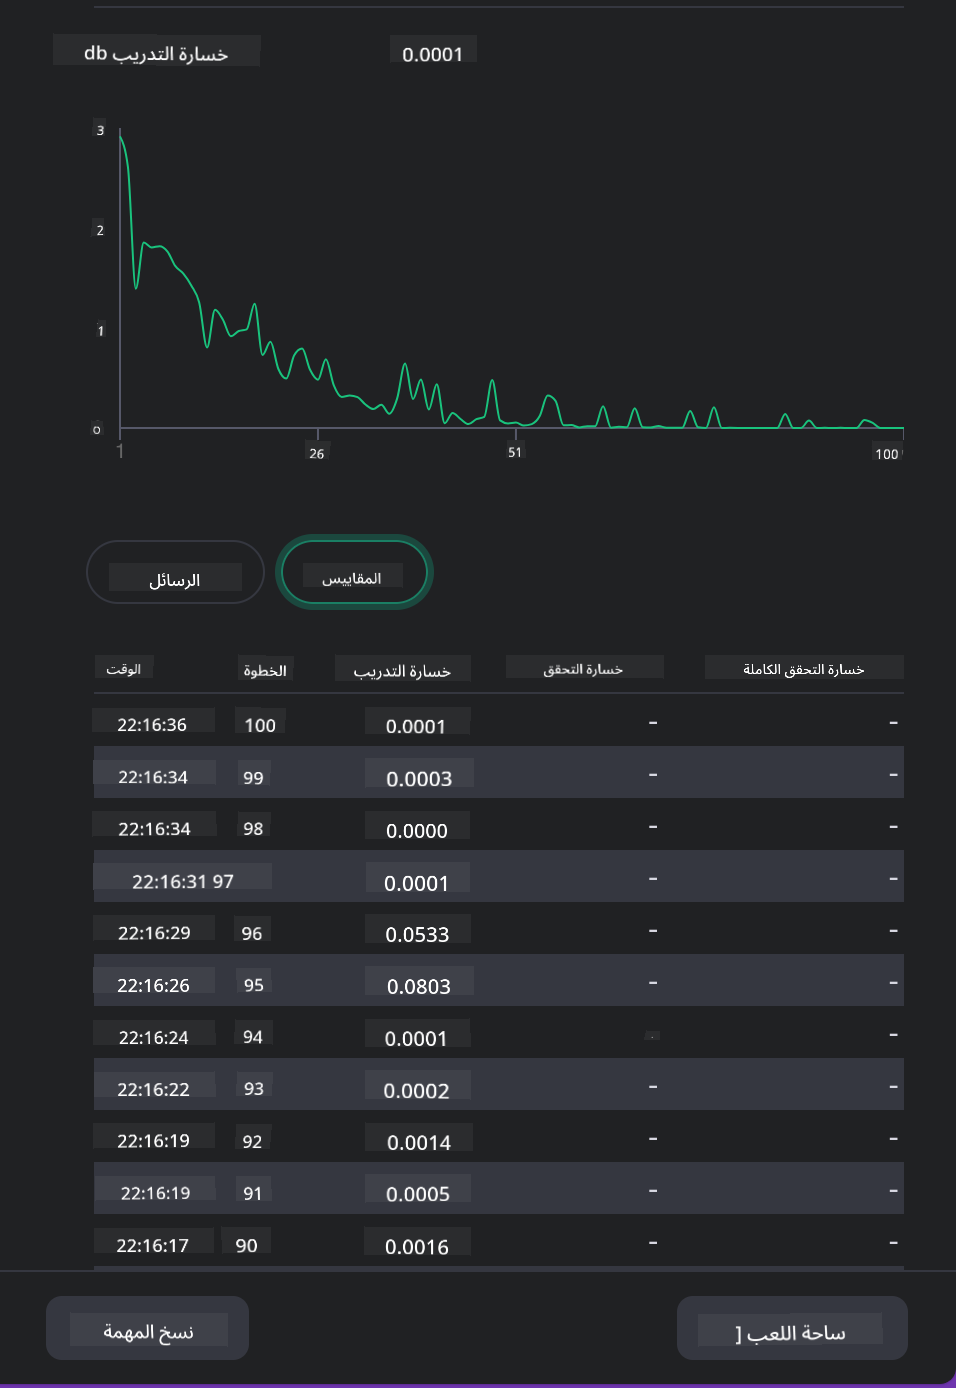 خسارة التدريب db 0.0001
3
2
1
0
1 26 51 100
الرسائل المقاييس
الوقت الخطوة خسارة التدريب خسارة التحقق خسارة التحقق الكاملة
22:16:36 100 0.0001 – –
22:16:34 99 0.0003 – –
22:16:34 98 0.0000 – –
22:16:31 97 0.0001 – –
22:16:29 96 0.0533 – –
22:16:26 95 0.0803 – –
22:16:24 94 0.0001 - –
22:16:22 93 0.0002 – –
22:16:19 92 0.0014 – –
22:16:19 91 0.0005 – –
22:16:17 90 0.0016 – –
نسخ المهمة ساحة اللعب [